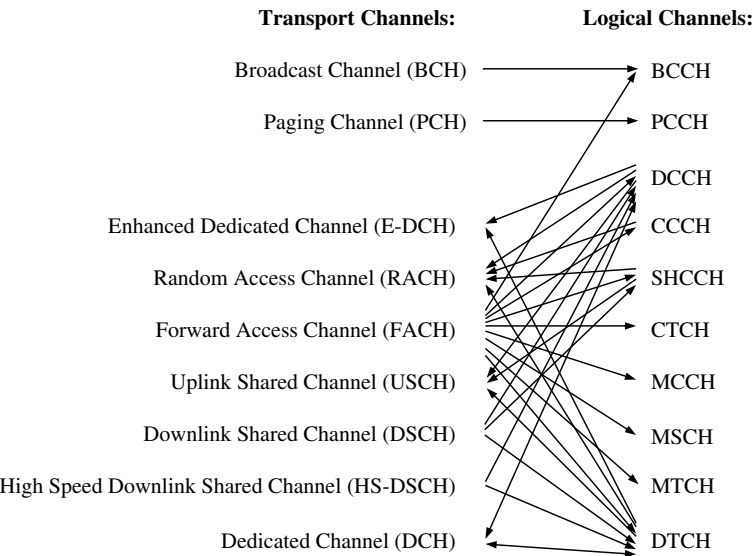 Transport Channels: Logical Channels:
Broadcast Channel (BCH) BCCH
Paging Channel (PCH) PCCH
DCCH
Enhanced Dedicated Channel (E-DCH) CCCH
Random Access Channel (RACH) SHCCH
Forward Access Channel (FACH) CTCH
Uplink Shared Channel (USCH) MCCH
Downlink Shared Channel (DSCH) MSCH
High Speed Downlink Shared Channel (HS-DSCH) MTCH
Dedicated Channel (DCH) DTCH